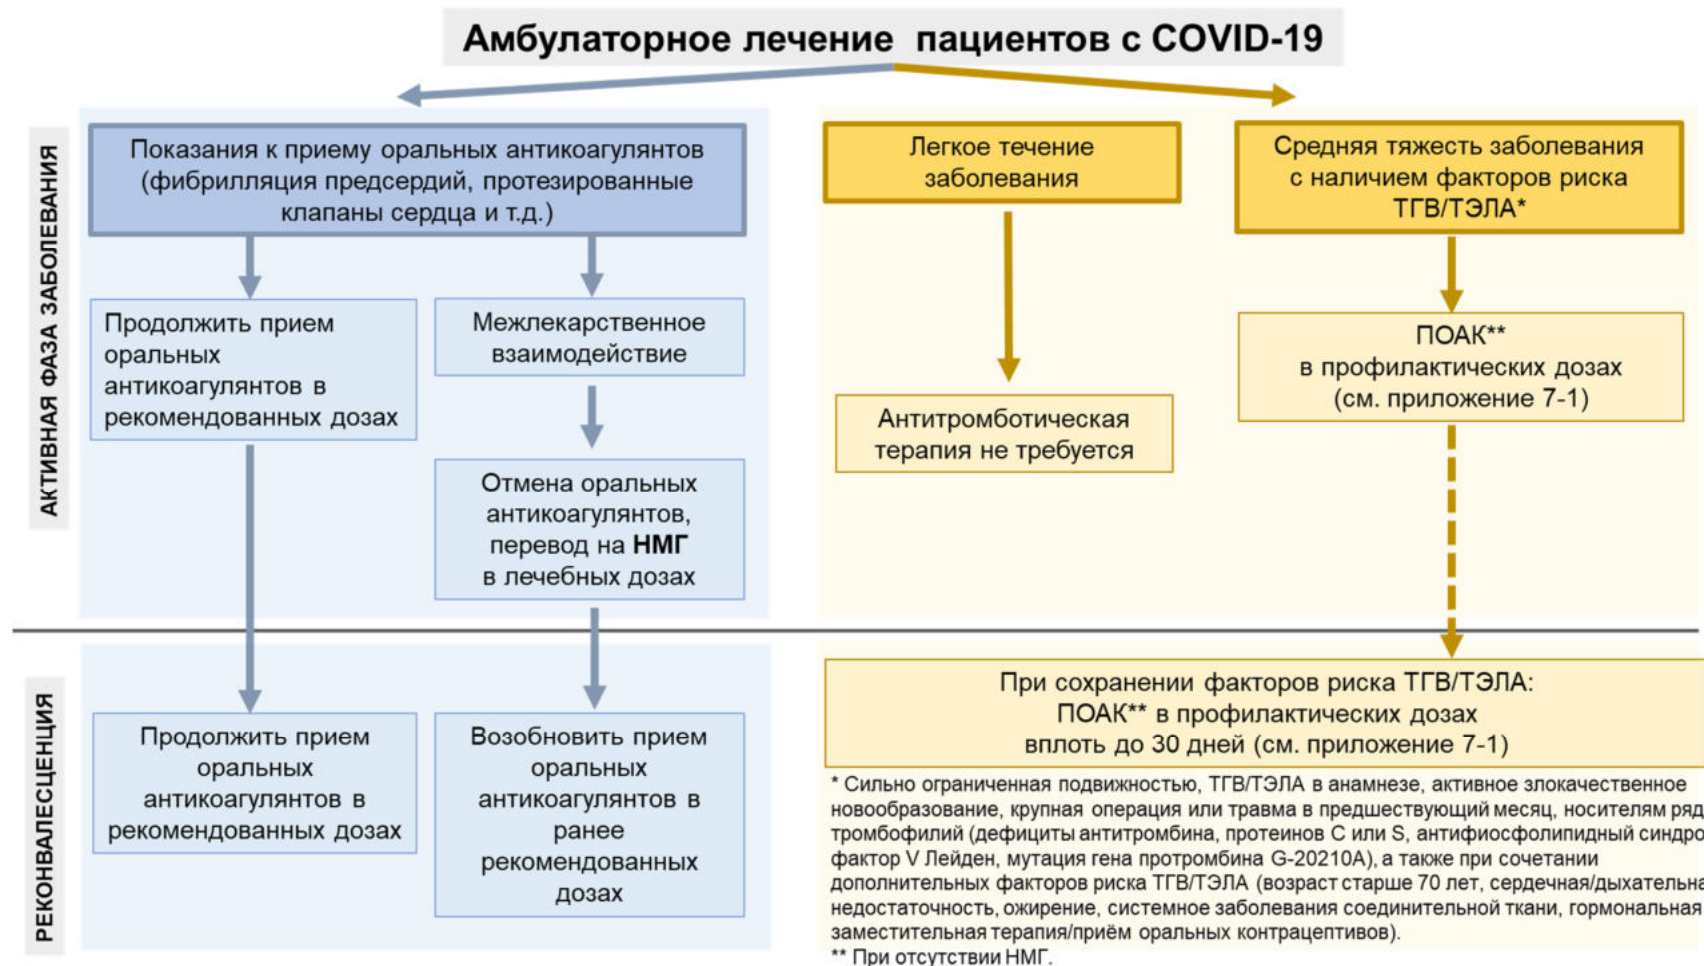 Амбулаторное лечение пациентов с COVID-19
АКТИВНАЯ ФАЗА ЗАБОЛЕВАНИЯ
Показания к приему оральных антикоагулянтов
(фибрилляция предсердий, протезированные
клапаны сердца и т.д.)
Легкое течение
заболевания
Средняя тяжесть заболевания
с наличием факторов риска
ТГВ/ТЭЛА*
Продолжить прием
оральных
антикоагулянтов в
рекомендованных дозах
Межлекарственное
взаимодействие
ПОАК**
в профилактических дозах
(см. приложение 7-1)
Антитромботическая
терапия не требуется
Отмена оральных
антикоагулянтов,
перевод на НМГ
в лечебных дозах
РЕКОНВАЛЕСЦЕНЦИЯ
Продолжить прием
оральных
антикоагулянтов в
рекомендованных дозах
Возобновить прием
оральных
антикоагулянтов в
ранее
рекомендованных
дозах
При сохранении факторов риска ТГВ/ТЭЛА:
ПОАК** в профилактических дозах
вплоть до 30 дней (см. приложение 7-1)
* Сильно ограниченная подвижностью, ТГВ/ТЭЛА в анамнезе, активное злокачественное
новообразование, крупная операция или травма в предшествующий месяц, носителям ряд
тромбофилий (дефициты антитромбина, протеинов C или S, антифиосфолипидный синдро
фактор V Лейден, мутация гена протромбина G-20210A), а также при сочетании
дополнительных факторов риска ТГВ/ТЭЛА (возраст старше 70 лет, сердечная/дыхательна
недостаточность, ожирение, системное заболевания соединительной ткани, гормональная
заместительная терапия/приём оральных контрацептивов).
** При отсутствии НМГ.